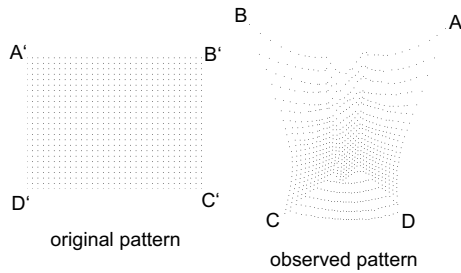 B
A
A'
B'
D'
C'
C
D
original pattern
observed pattern